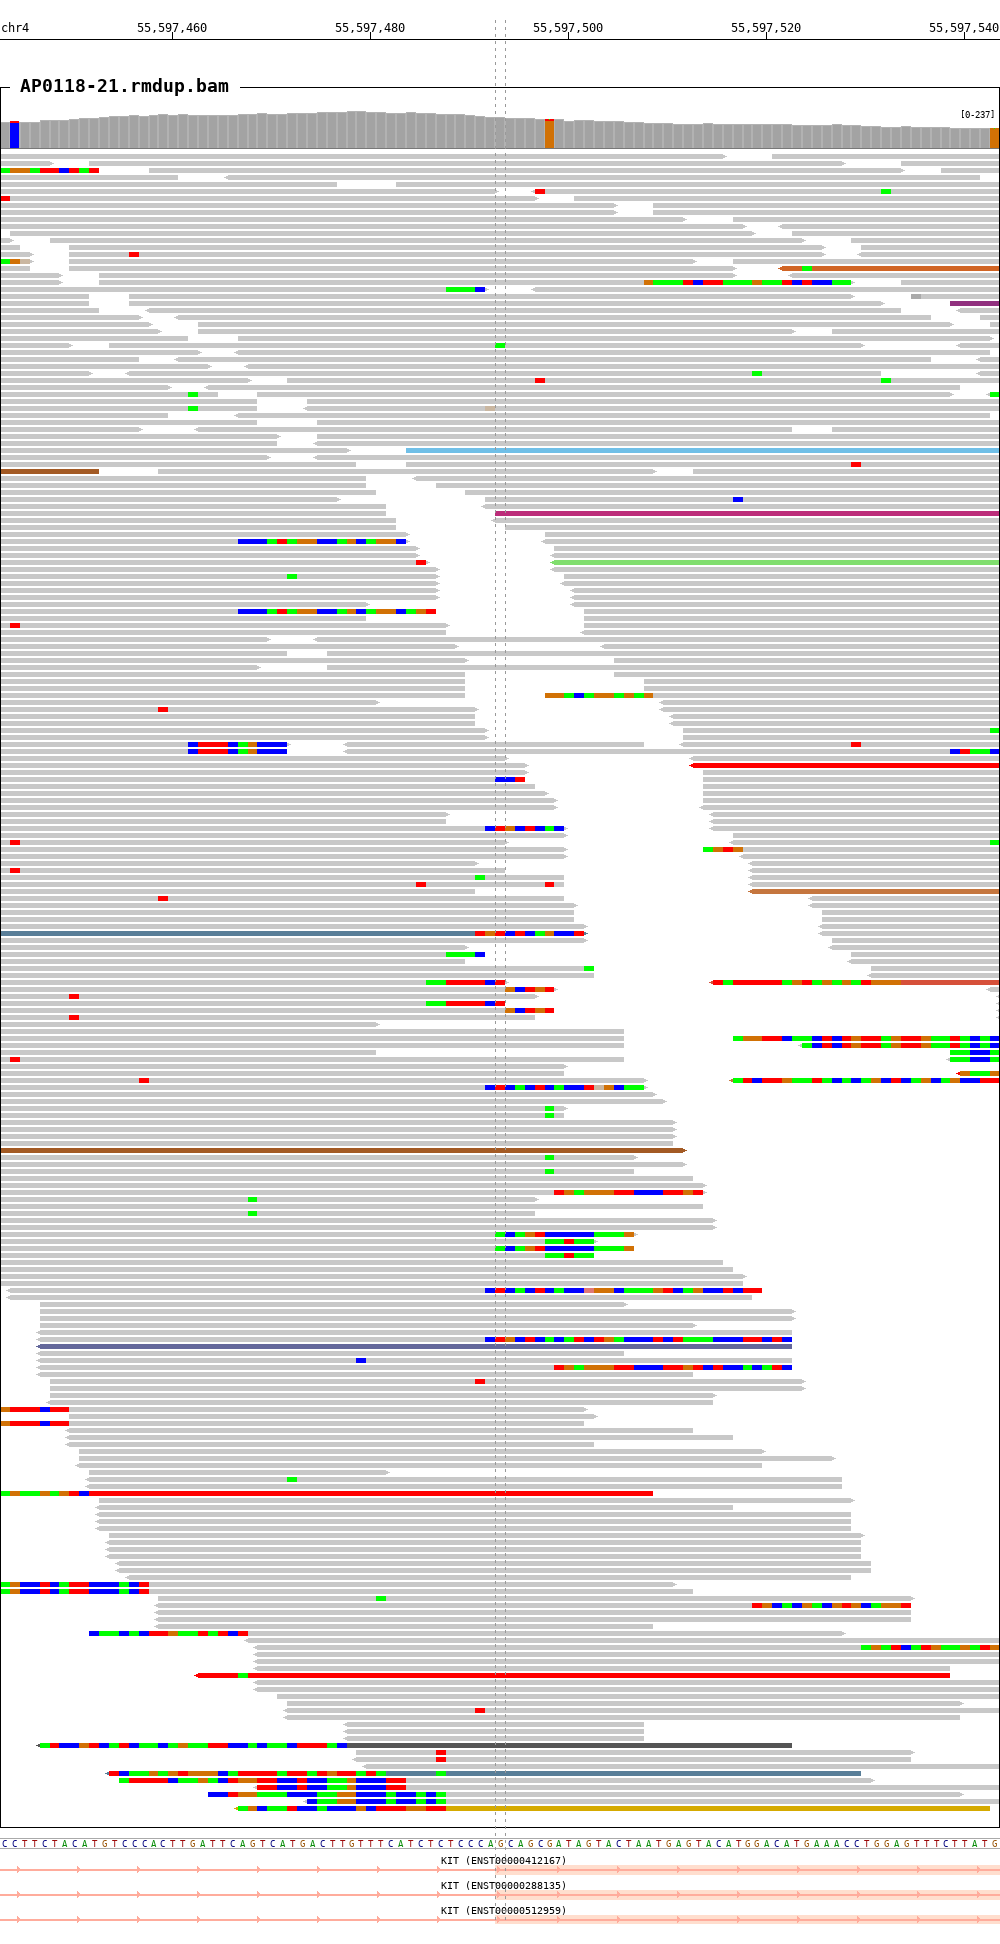 chr4 55,597,460 55,597,480 55,597,500 55,597,520 55,597,540
AP0118-21.rmdup.bam
[0-237]
CCTTCTACATGTCCCACTTGATTCAGTCATGACTTGTTTCATCTCTCCCAGCAGCGATAGTACTAATGAGTACATGGACATGAAACCTGGAGTTTCTTATG
KIT (ENST00000412167)
KIT (ENST00000288135)
KIT (ENST00000512959)